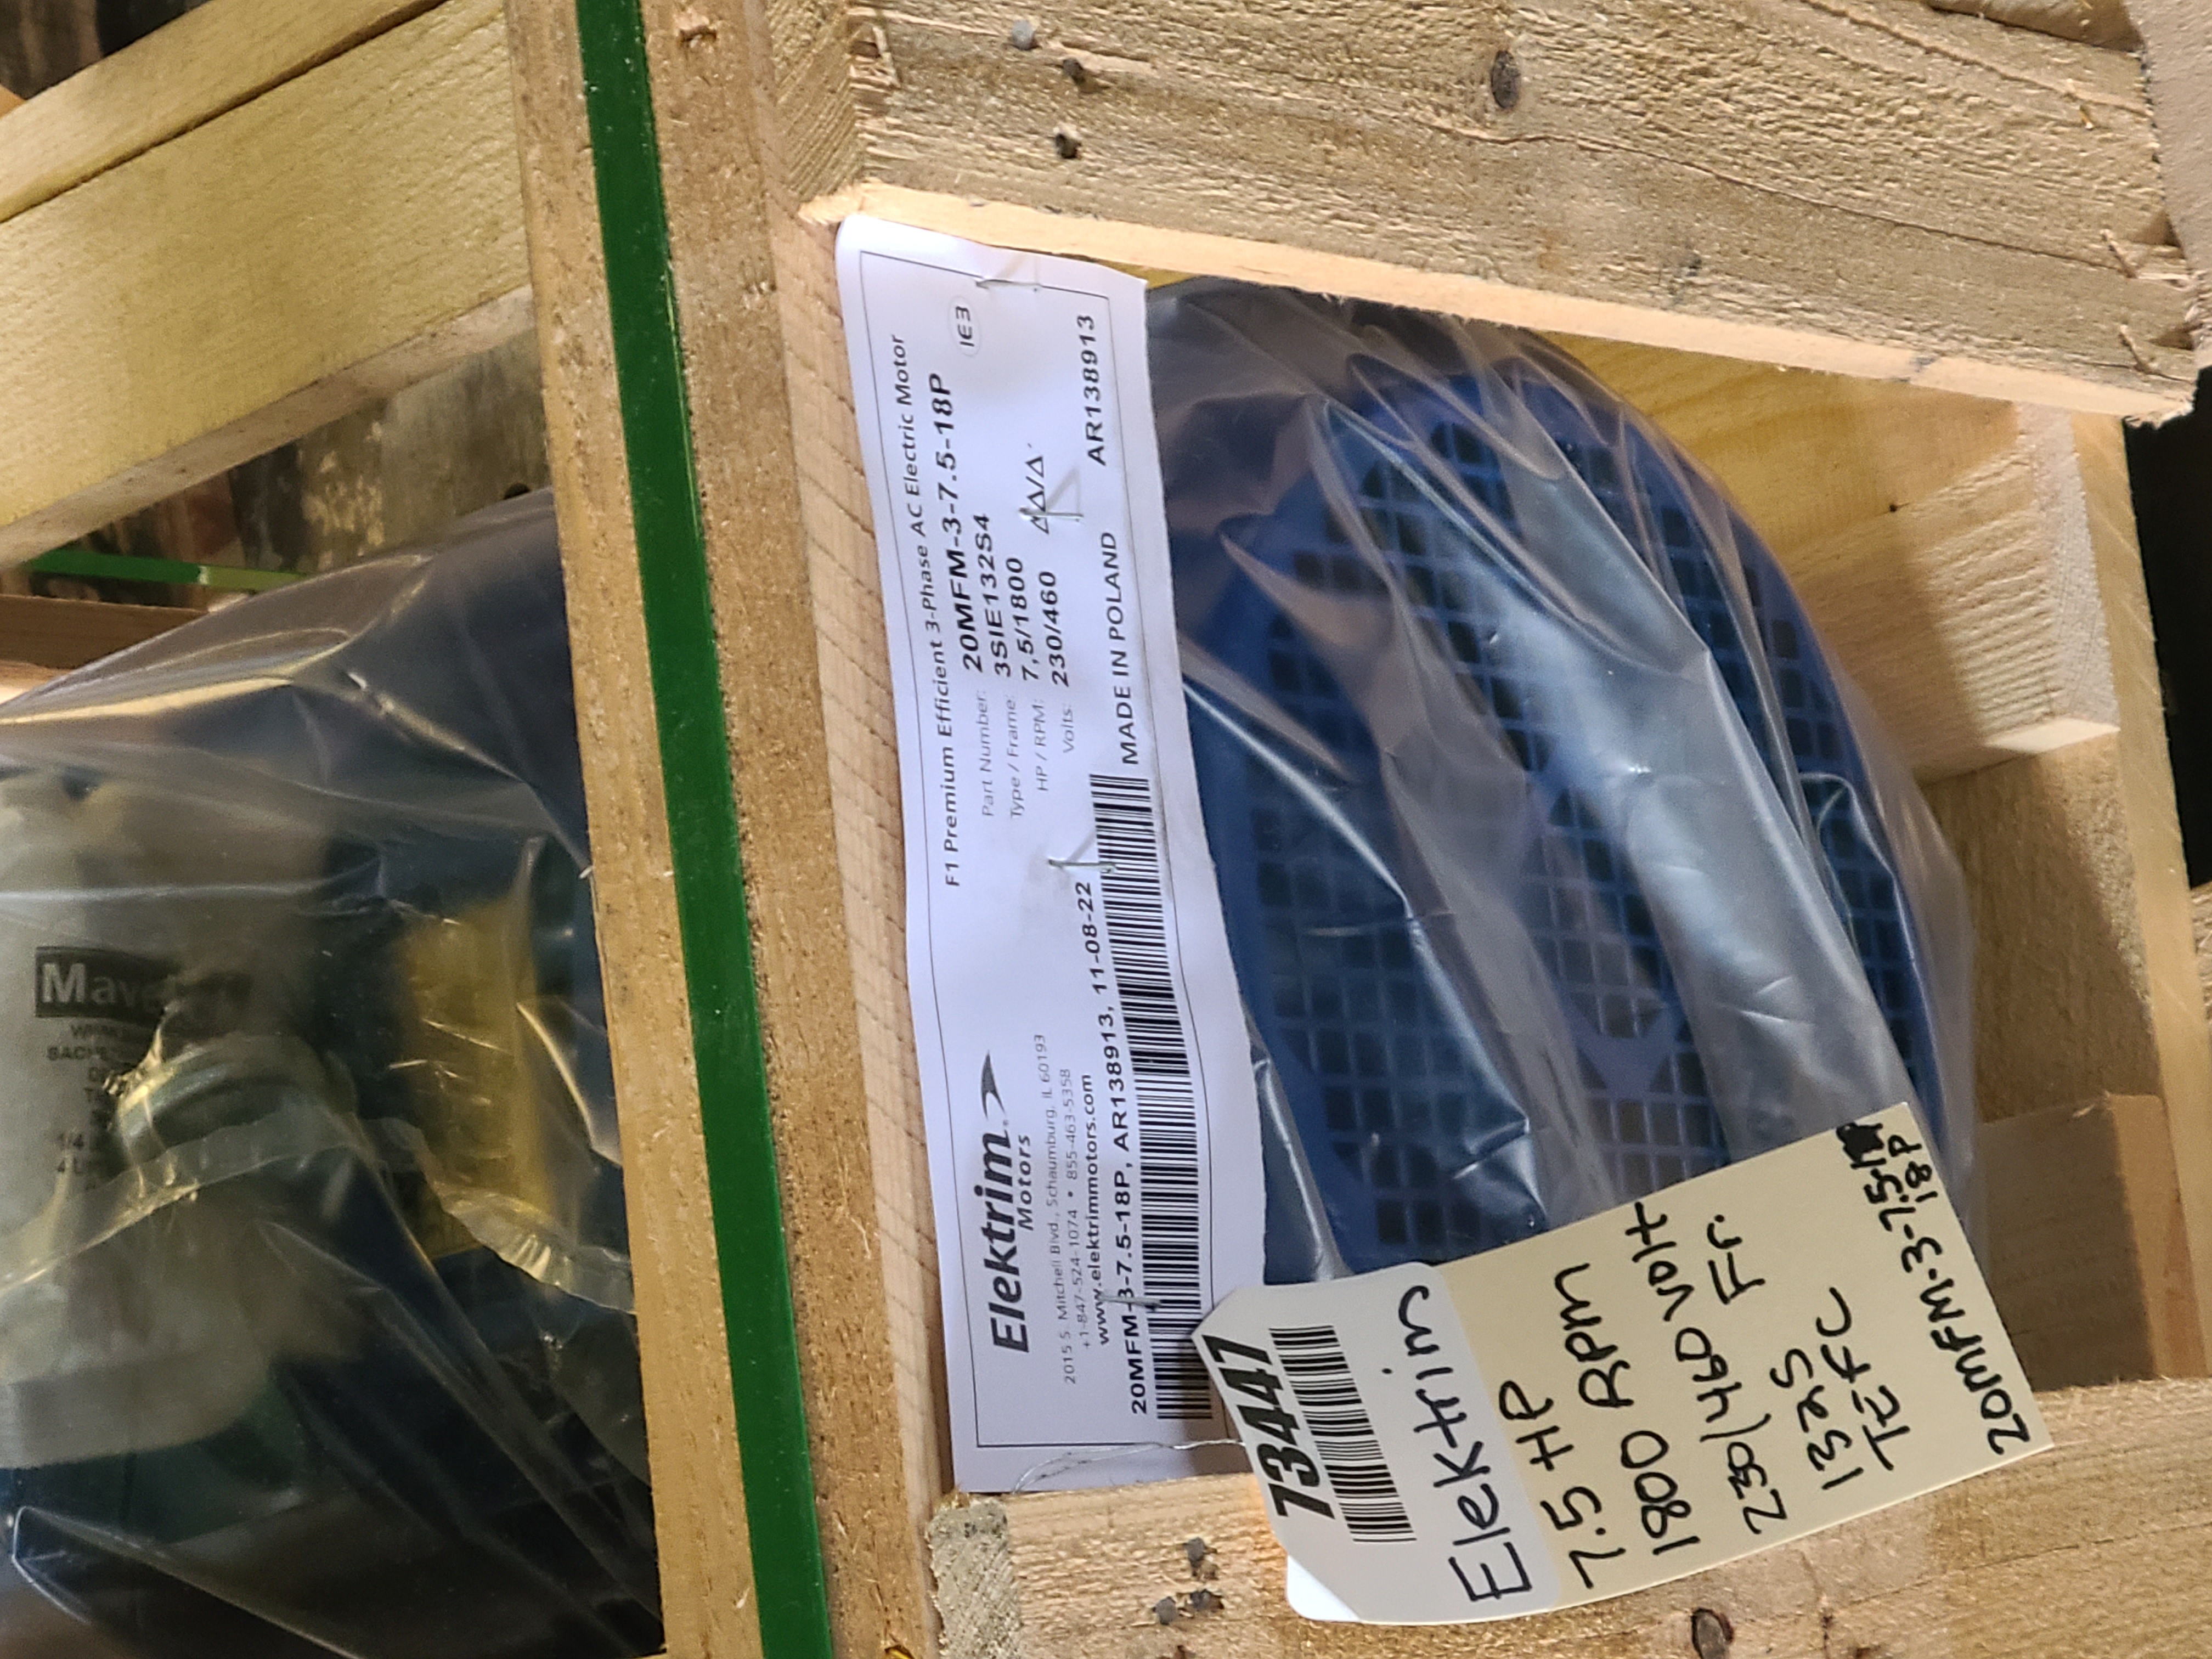 F1 Premium Efficient 3-Phase AC Electric Motor
Part Number: 20MFM-3-7.5-18P
IE3
Type / Frame: 3SIE132S4
HP / RPM: 7,5/1800
Volts: 230/460 ΔΔ/Δ
MADE IN POLAND AR138913
Elektrim
Motors
2015 S. Mitchell Blvd., Schaumburg, IL 60193
+1-847-524-1074 • 855-463-5358
www.elektrimmotors.com
20MFM-3-7.5-18P, AR138913, 11-08-22
73447
Elektrim
7.5 HP
1800 Rpm
230/460 volt
132S Fr.
TEFC
20MFM-3-7.5-
18P